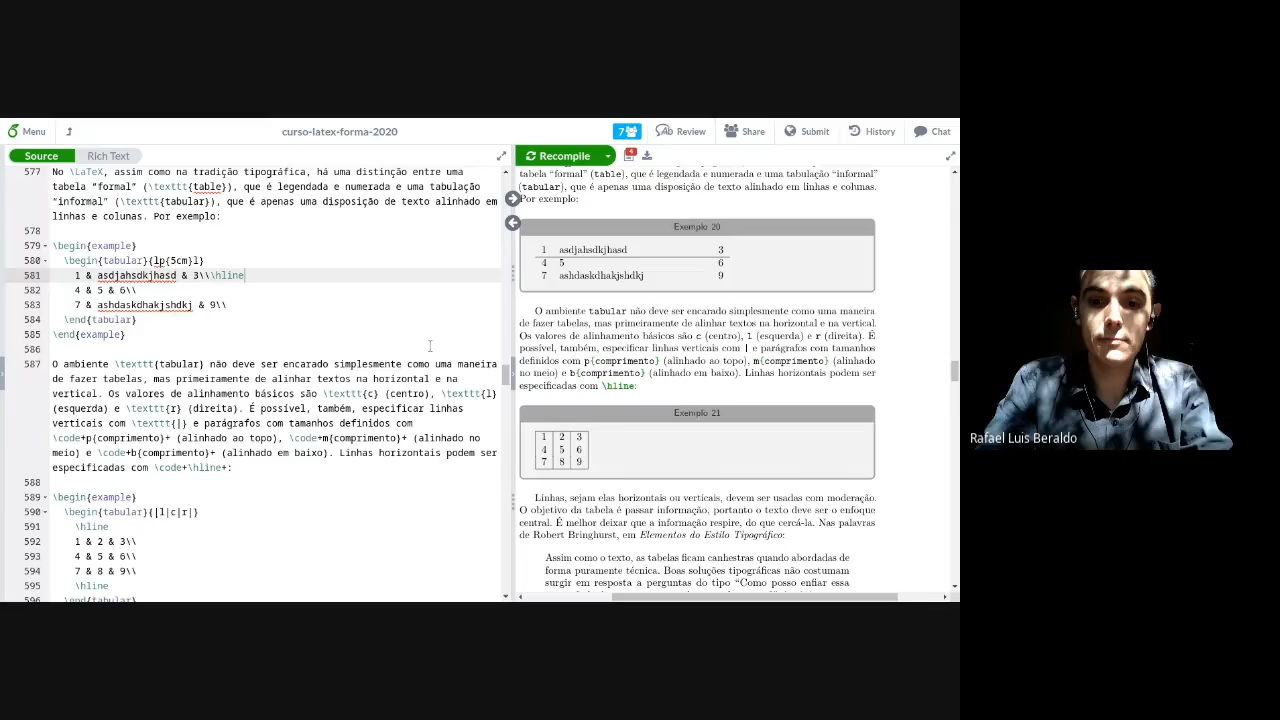 Menu
curso-latex-forma-2020
7
Review
Share
Submit
History
Chat
Source
Rich Text
Recompile
4
577 No \LaTeX, assim como na tradição tipográfica, há uma distinção entre uma
tabela “formal” (\texttt{table}), que é legendada e numerada e uma tabulação
“informal” (\texttt{tabular}), que é apenas uma disposição de texto alinhado em
linhas e colunas. Por exemplo:
578
579 \begin{example}
580 \begin{tabular}{lp{5cm}l}
581 1 & asdjahsdkjhasd & 3\\\hline
582 4 & 5 & 6\\
583 7 & ashdaskdhakjshdkj & 9\\
584 \end{tabular}
585 \end{example}
586
587 O ambiente \texttt{tabular} não deve ser encarado simplesmente como uma maneira
de fazer tabelas, mas primeiramente de alinhar textos na horizontal e na
vertical. Os valores de alinhamento básicos são \texttt{c} (centro), \texttt{l}
(esquerda) e \texttt{r} (direita). É possível, também, especificar linhas
verticais com \texttt{|} e parágrafos com tamanhos definidos com
\code+p{comprimento}+ (alinhado ao topo), \code+m{comprimento}+ (alinhado no
meio) e \code+b{comprimento}+ (alinhado em baixo). Linhas horizontais podem ser
especificadas com \code+\hline+:
588
589 \begin{example}
590 \begin{tabular}{|l|c|r|}
591 \hline
592 1 & 2 & 3\\
593 4 & 5 & 6\\
594 7 & 8 & 9\\
595 \hline
596 \end{tabular}
tabela “formal” (table), que é legendada e numerada e uma tabulação “informal”
(tabular), que é apenas uma disposição de texto alinhado em linhas e colunas.
Por exemplo:
Exemplo 20
1 asdjahsdkjhasd 3
4 5 6
7 ashdaskdhakjshdkj 9
O ambiente tabular não deve ser encarado simplesmente como uma maneira
de fazer tabelas, mas primeiramente de alinhar textos na horizontal e na vertical.
Os valores de alinhamento básicos são c (centro), l (esquerda) e r (direita). É
possível, também, especificar linhas verticais com | e parágrafos com tamanhos
definidos com p{comprimento} (alinhado ao topo), m{comprimento} (alinhado
no meio) e b{comprimento} (alinhado em baixo). Linhas horizontais podem ser
especificadas com \hline:
Exemplo 21
1 2 3
4 5 6
7 8 9
Linhas, sejam elas horizontais ou verticais, devem ser usadas com moderação.
O objetivo da tabela é passar informação, portanto o texto deve ser o enfoque
central. É melhor deixar que a informação respire, do que cercá-la. Nas palavras
de Robert Bringhurst, em Elementos do Estilo Tipográfico:
Assim como o texto, as tabelas ficam canhestras quando abordadas de
forma puramente técnica. Boas soluções tipográficas não costumam
surgir em resposta a perguntas do tipo “Como posso enfiar essa
Rafael Luis Beraldo